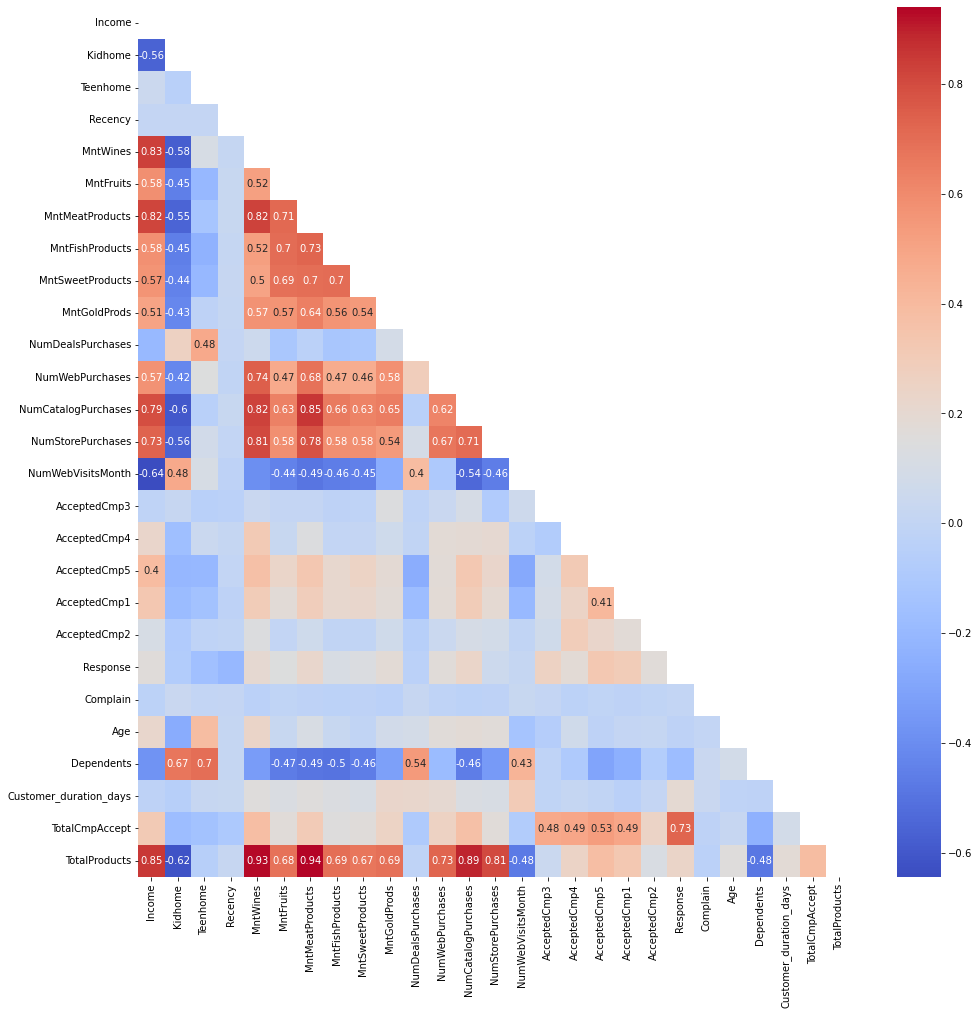 Income
Kidhome -0.56
Teenhome
Recency
MntWines 0.83 -0.58
MntFruits 0.58 -0.45 0.52
MntMeatProducts 0.82 -0.55 0.82 0.71
MntFishProducts 0.58 -0.45 0.52 0.7 0.73
MntSweetProducts 0.57 -0.44 0.5 0.69 0.7 0.7
MntGoldProds 0.51 -0.43 0.57 0.57 0.64 0.56 0.54
NumDealsPurchases 0.48
NumWebPurchases 0.57 -0.42 0.74 0.47 0.68 0.47 0.46 0.58
NumCatalogPurchases 0.79 -0.6 0.82 0.63 0.85 0.66 0.63 0.65 0.62
NumStorePurchases 0.73 -0.56 0.81 0.58 0.78 0.58 0.58 0.54 0.67 0.71
NumWebVisitsMonth -0.64 0.48 -0.44 -0.49 -0.46 -0.45 0.4 -0.54 -0.46
AcceptedCmp3
AcceptedCmp4
AcceptedCmp5 0.4
AcceptedCmp1 0.41
AcceptedCmp2
Response
Complain
Age
Dependents 0.67 0.7 -0.47 -0.49 -0.5 -0.46 0.54 -0.46 0.43
Customer_duration_days
TotalCmpAccept 0.48 0.49 0.53 0.49 0.73
TotalProducts 0.85 -0.62 0.93 0.68 0.94 0.69 0.67 0.69 0.73 0.89 0.81 -0.48 -0.48
Income
Kidhome
Teenhome
Recency
MntWines
MntFruits
MntMeatProducts
MntFishProducts
MntSweetProducts
MntGoldProds
NumDealsPurchases
NumWebPurchases
NumCatalogPurchases
NumStorePurchases
NumWebVisitsMonth
AcceptedCmp3
AcceptedCmp4
AcceptedCmp5
AcceptedCmp1
AcceptedCmp2
Response
Complain
Age
Dependents
Customer_duration_days
TotalCmpAccept
TotalProducts
0.8
0.6
0.4
0.2
0.0
−0.2
−0.4
−0.6